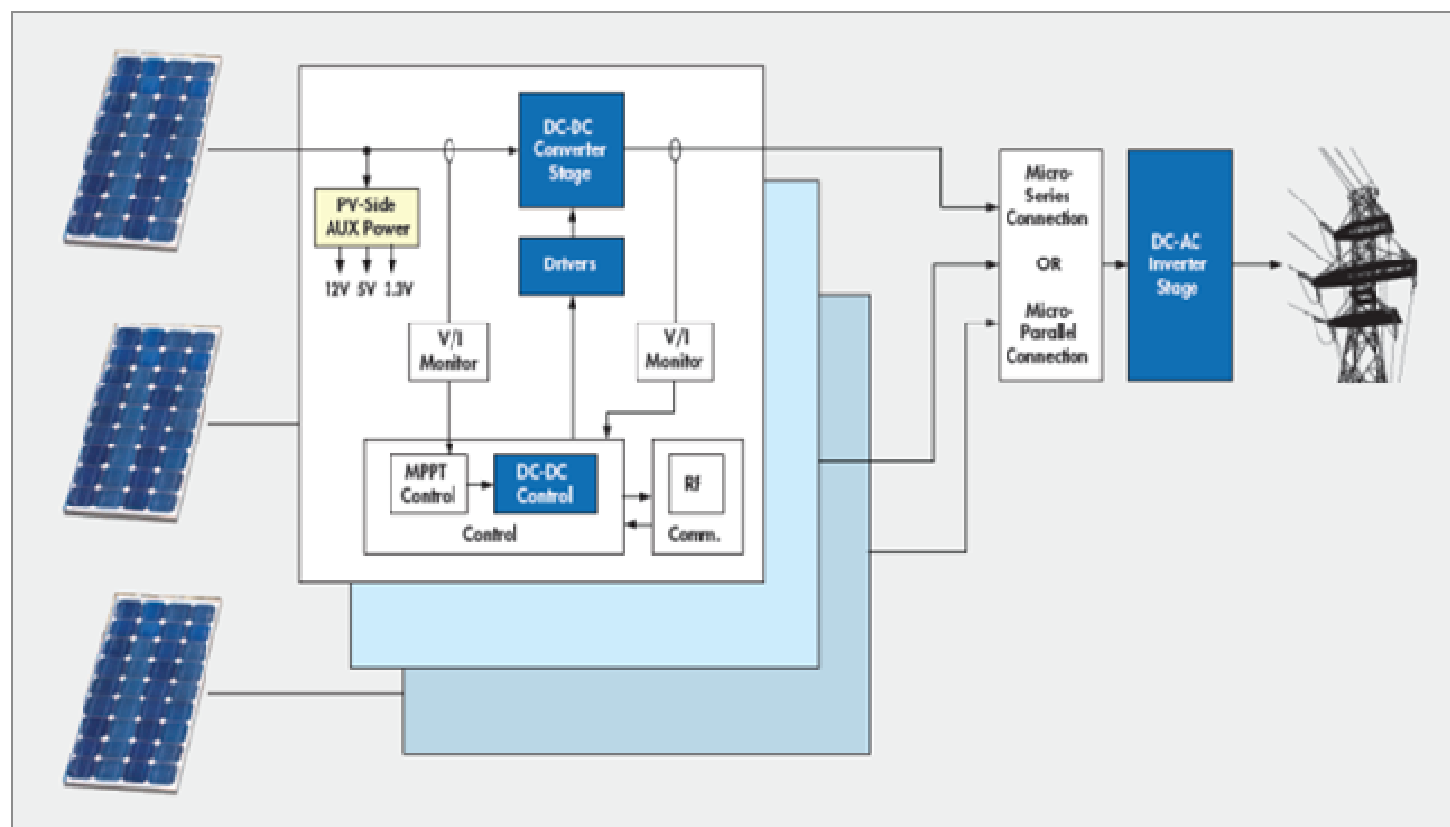 DC-DC
Converter
Stage
PV-Side
AUX Power
12V 5V 3.3V
Drivers
V/I
Monitor
V/I
Monitor
MPPT
Control
DC-DC
Control
Control
RF
Comm.
Micro-
Series
Connection
OR
Micro-
Parallel
Connection
DC-AC
Inverter
Stage